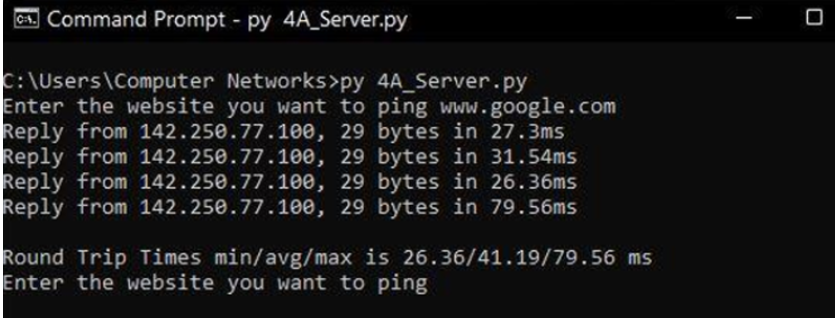 Command Prompt - py 4A_Server.py
C:\Users\Computer Networks>py 4A_Server.py
Enter the website you want to ping www.google.com
Reply from 142.250.77.100, 29 bytes in 27.3ms
Reply from 142.250.77.100, 29 bytes in 31.54ms
Reply from 142.250.77.100, 29 bytes in 26.36ms
Reply from 142.250.77.100, 29 bytes in 79.56ms
Round Trip Times min/avg/max is 26.36/41.19/79.56 ms
Enter the website you want to ping